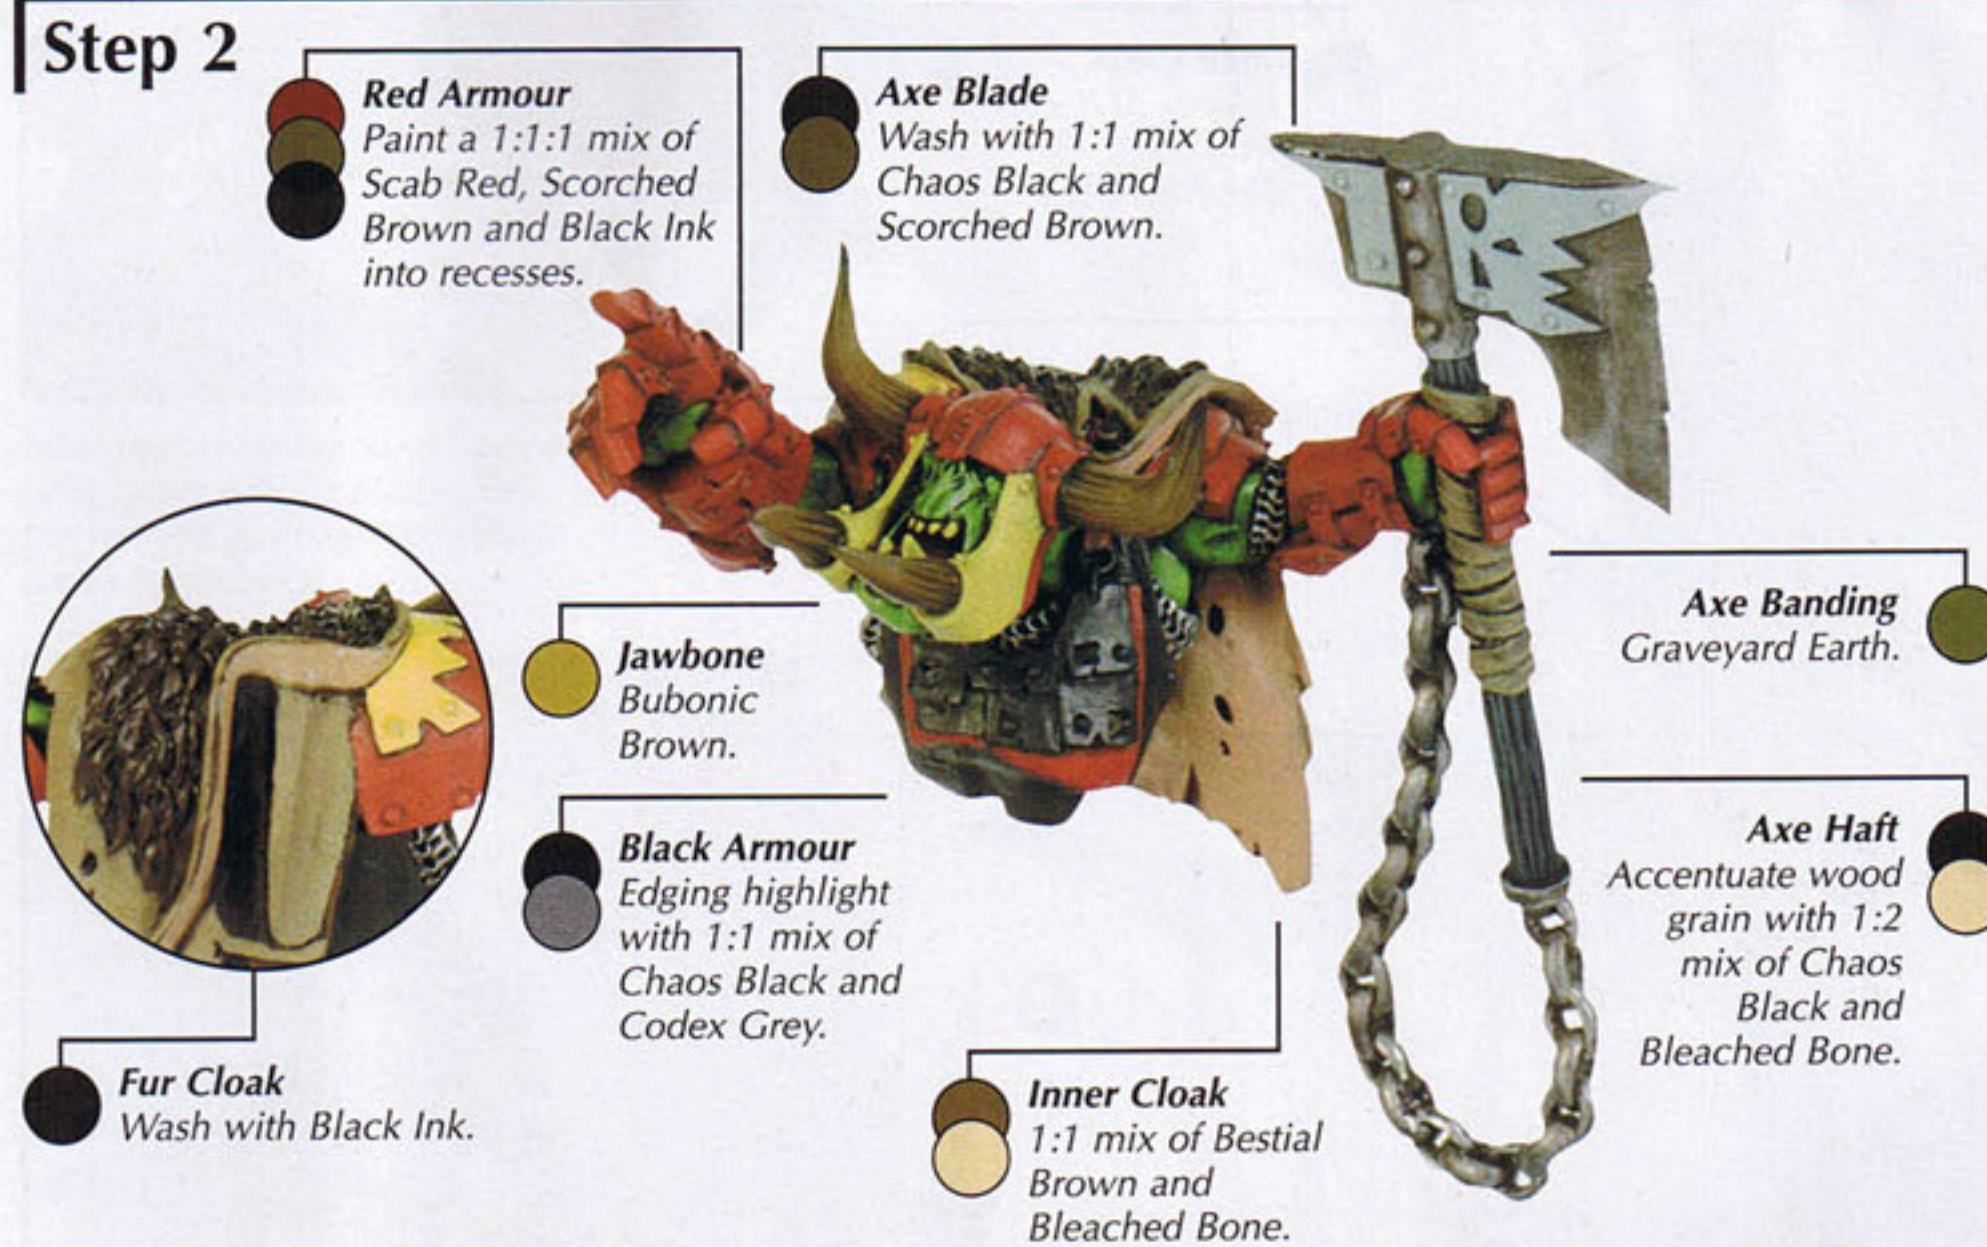 Step 2
Red Armour
Paint a 1:1:1 mix of
Scab Red, Scorched
Brown and Black Ink
into recesses.
Axe Blade
Wash with 1:1 mix of
Chaos Black and
Scorched Brown.
Jawbone
Bubonic
Brown.
Axe Banding
Graveyard Earth.
Black Armour
Edging highlight
with 1:1 mix of
Chaos Black and
Codex Grey.
Axe Haft
Accentuate wood
grain with 1:2
mix of Chaos
Black and
Bleached Bone.
Fur Cloak
Wash with Black Ink.
Inner Cloak
1:1 mix of Bestial
Brown and
Bleached Bone.